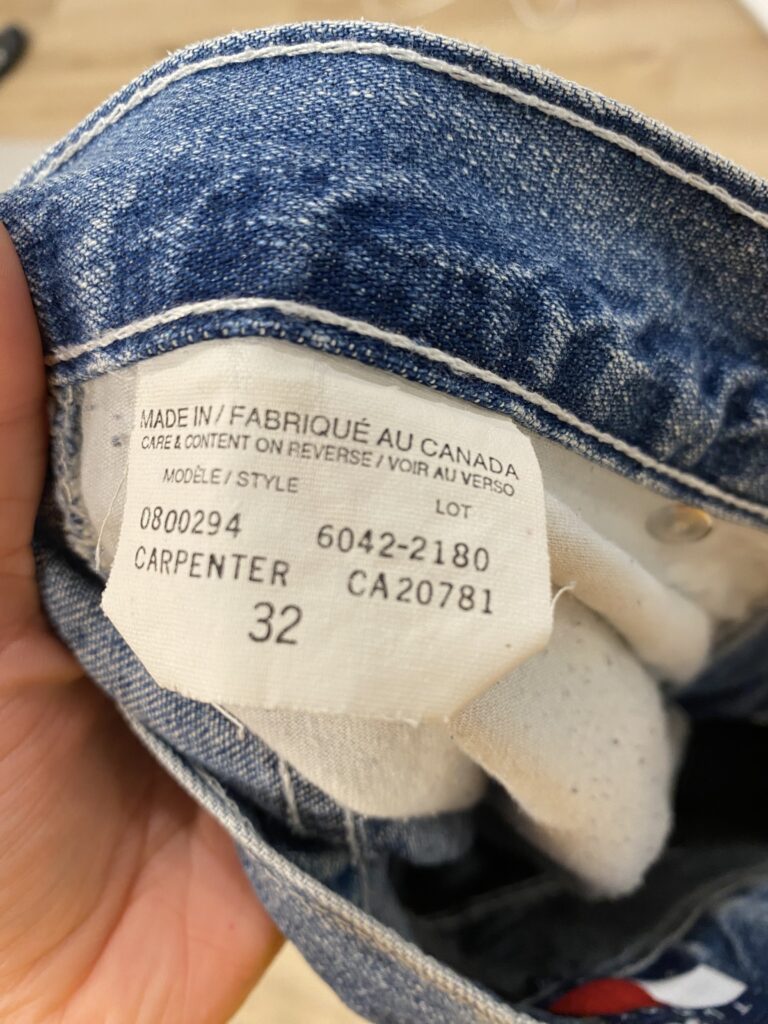 MADE IN / FABRIQUÉ AU CANADA
CARE & CONTENT ON REVERSE / VOIR AU VERSO
MODÈLE / STYLE LOT
0800294 6042-2180
CARPENTER CA20781
32